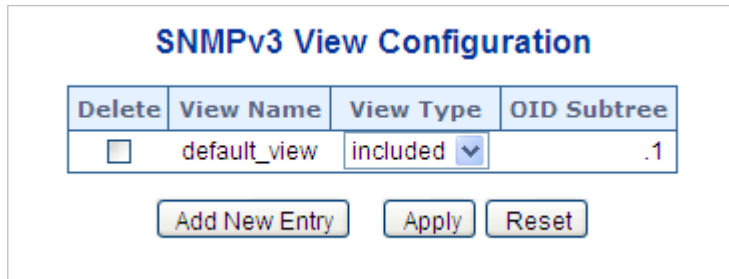 SNMPv3 View Configuration
Delete View Name View Type OID Subtree
default_view included .1
Add New Entry Apply Reset